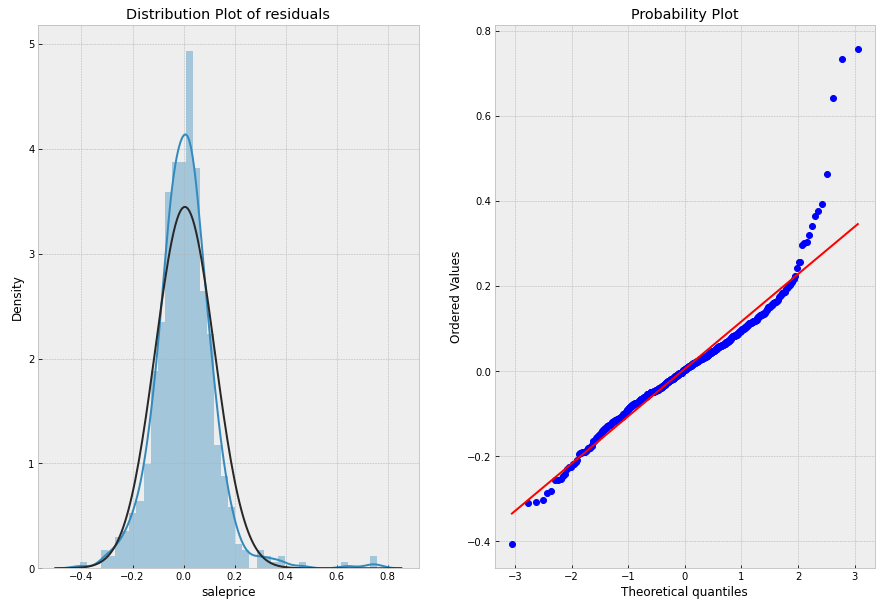 Distribution Plot of residuals
Density
5
4
3
2
1
0
−0.4 −0.2 0.0 0.2 0.4 0.6 0.8
saleprice
Probability Plot
Ordered Values
0.8
0.6
0.4
0.2
0.0
−0.2
−0.4
−3 −2 −1 0 1 2 3
Theoretical quantiles